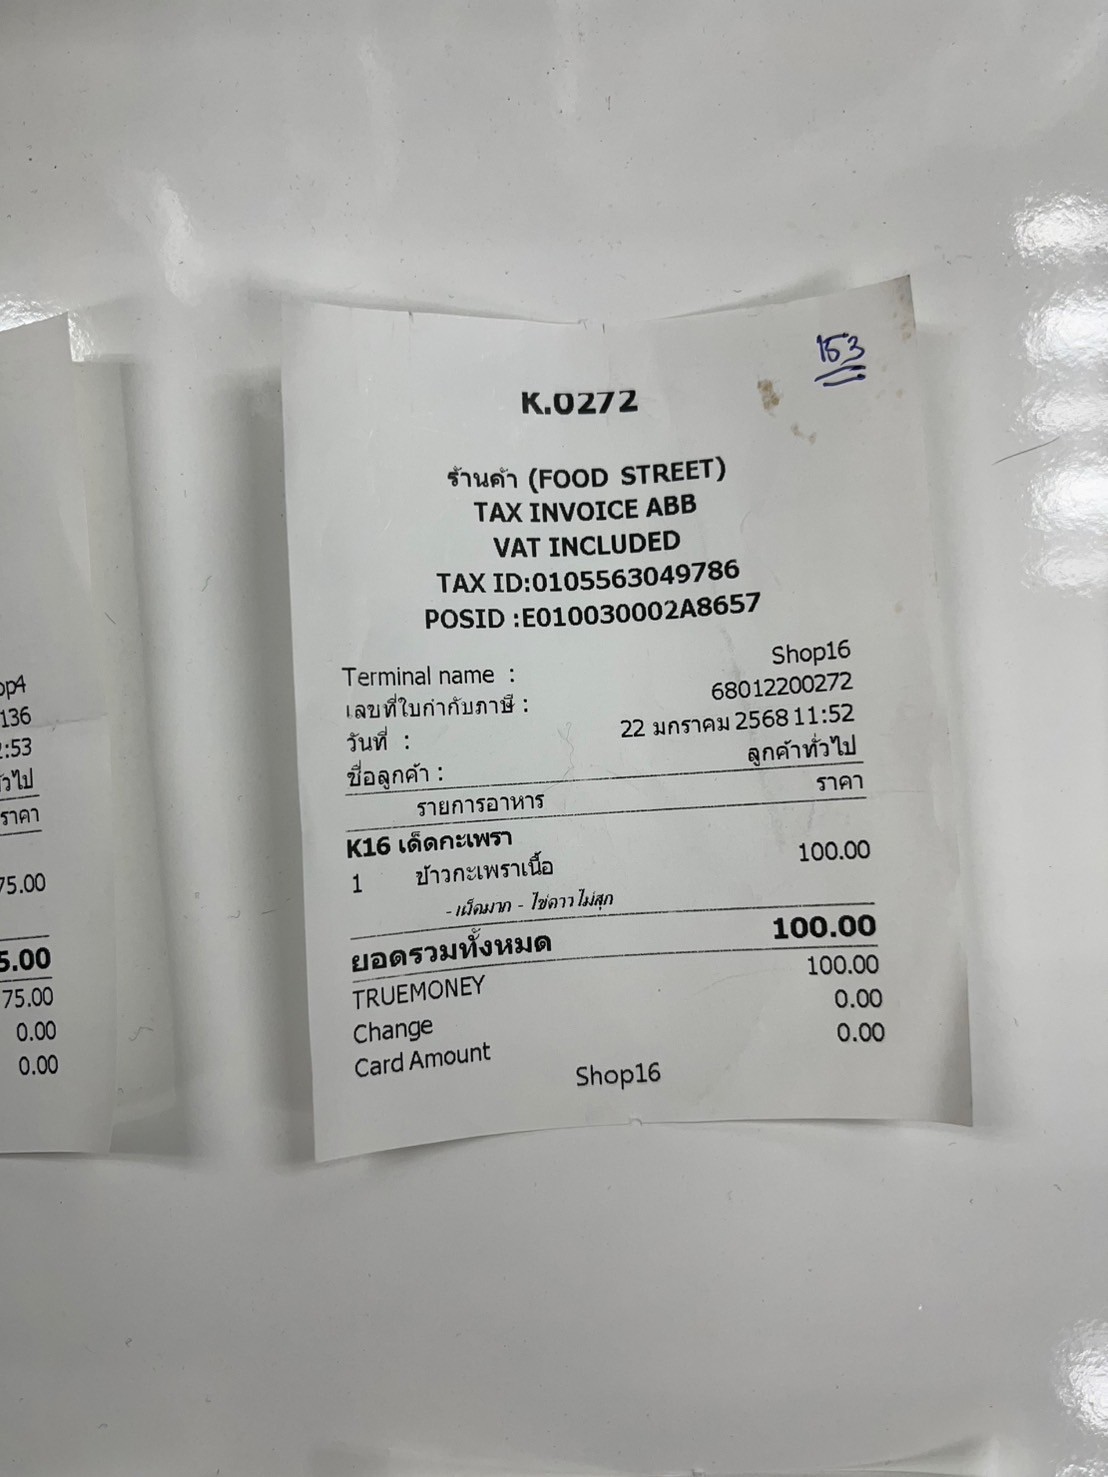 153
K.0272
ร้านค้า (FOOD STREET)
TAX INVOICE ABB
VAT INCLUDED
TAX ID:0105563049786
POSID :E010030002A8657
Terminal name : Shop16
เลขที่ใบกำกับภาษี : 68012200272
วันที่ : 22 มกราคม 2568 11:52
ชื่อลูกค้า : ลูกค้าทั่วไป
รายการอาหาร ราคา
K16 เด็ดกะเพรา
1 ข้าวกะเพราเนื้อ 100.00
- เผ็ดมาก - ไข่ดาวไม่สุก
ยอดรวมทั้งหมด 100.00
TRUEMONEY 100.00
Change 0.00
Card Amount 0.00
Shop16
op4
136
:53
ั่วไป
ราคา
75.00
5.00
75.00
0.00
0.00